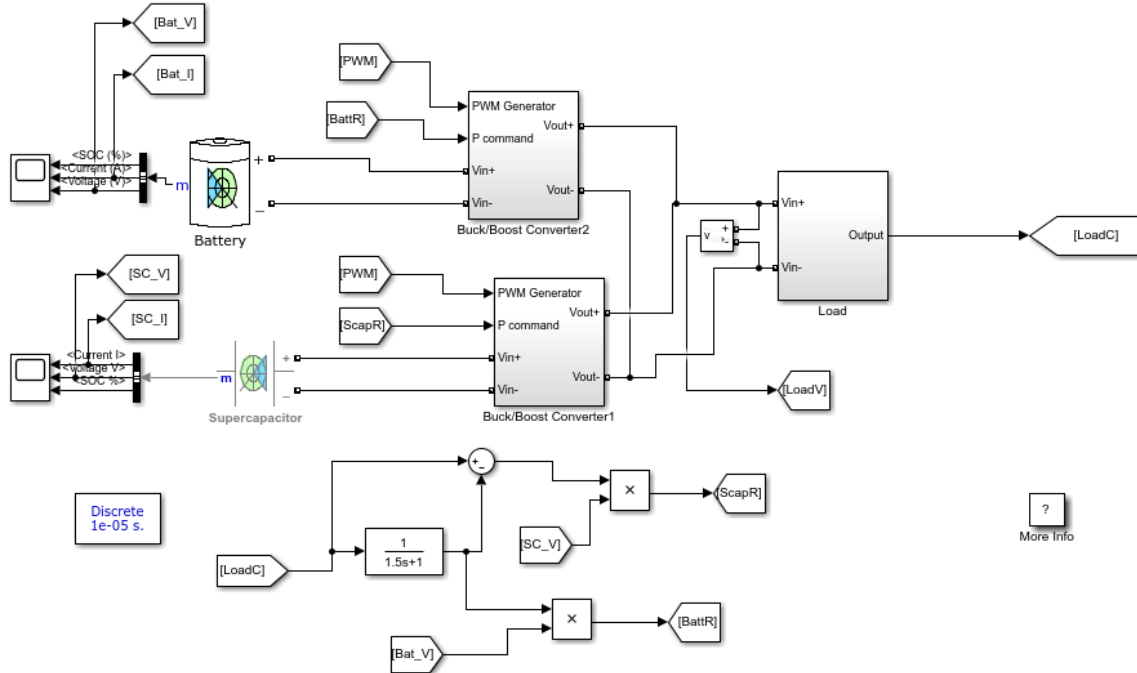 [Bat_V]
[Bat_I]
<SOC (%)>
<Current (A)>
<Voltage (V)>
m
+
–
Battery
[PWM]
[BattR]
PWM Generator
P command
Vin+
Vin-
Vout+
Vout-
Buck/Boost Converter2
[SC_V]
[SC_I]
<Current I>
<Voltage V>
<SOC %>
m
+
–
Supercapacitor
[PWM]
[ScapR]
PWM Generator
P command
Vin+
Vin-
Vout+
Vout-
Buck/Boost Converter1
v
+
-
Vin+
Vin-
Output
Load
[LoadC]
[LoadV]
Discrete
1e-05 s.
[LoadC]
1
1.5s+1
+
–
[SC_V]
×
[ScapR]
[Bat_V]
×
[BattR]
?
More Info